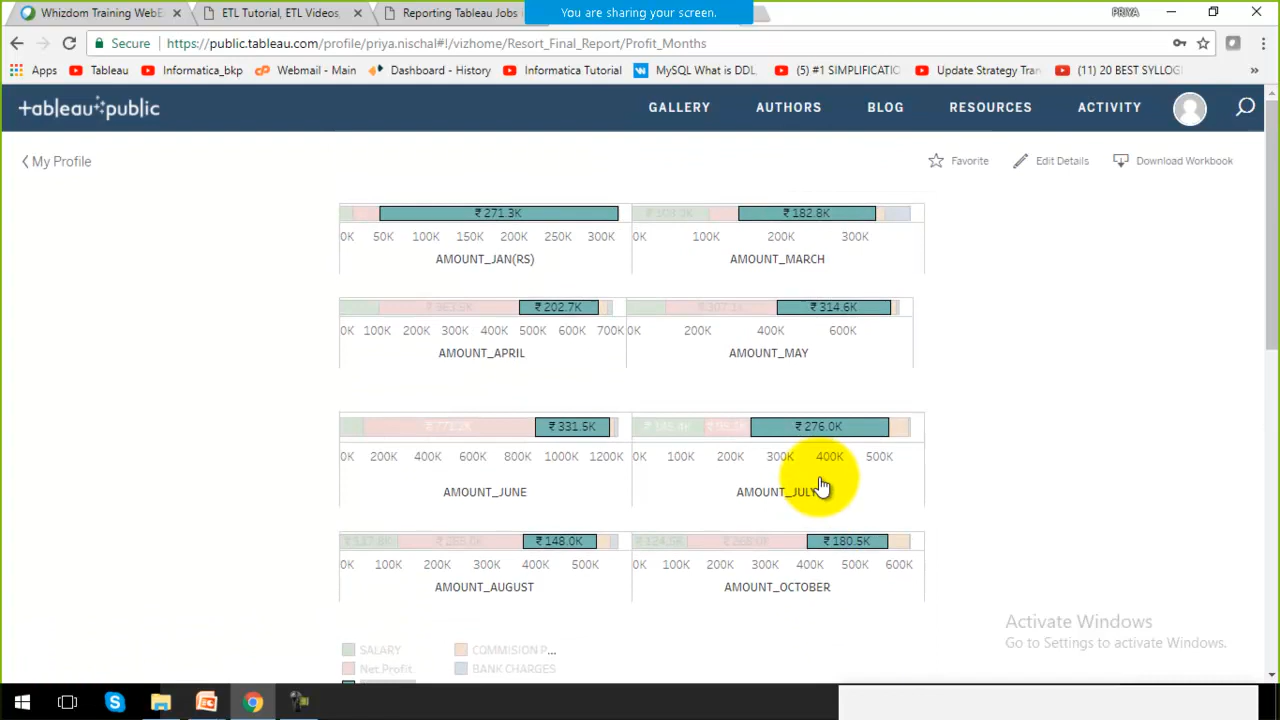 Whizdom Training WebE
ETL Tutorial, ETL Videos,
Reporting Tableau Jobs i
You are sharing your screen.
PRIYA
Secure
https://public.tableau.com/profile/priya.nischal#!/vizhome/Resort_Final_Report/Profit_Months
Apps
Tableau
Informatica_bkp
Webmail - Main
Dashboard - History
Informatica Tutorial
MySQL What is DDL
(5) #1 SIMPLIFICATIO
Update Strategy Tran
(11) 20 BEST SYLLOGI
»
+ableau public
GALLERY
AUTHORS
BLOG
RESOURCES
ACTIVITY
My Profile
Favorite
Edit Details
Download Workbook
₹ 271.3K
₹ 182.8K
0K 50K 100K 150K 200K 250K 300K
0K 100K 200K 300K
AMOUNT_JAN(RS)
AMOUNT_MARCH
₹ 202.7K
₹ 314.6K
0K 100K 200K 300K 400K 500K 600K 700K
0K 200K 400K 600K
AMOUNT_APRIL
AMOUNT_MAY
₹ 331.5K
₹ 276.0K
0K 200K 400K 600K 800K 1000K 1200K
0K 100K 200K 300K 400K 500K
AMOUNT_JUNE
AMOUNT_JULY
₹ 148.0K
₹ 180.5K
0K 100K 200K 300K 400K 500K
0K 100K 200K 300K 400K 500K 600K
AMOUNT_AUGUST
AMOUNT_OCTOBER
SALARY
COMMISION P...
Net Profit
BANK CHARGES
Activate Windows
Go to Settings to activate Windows.